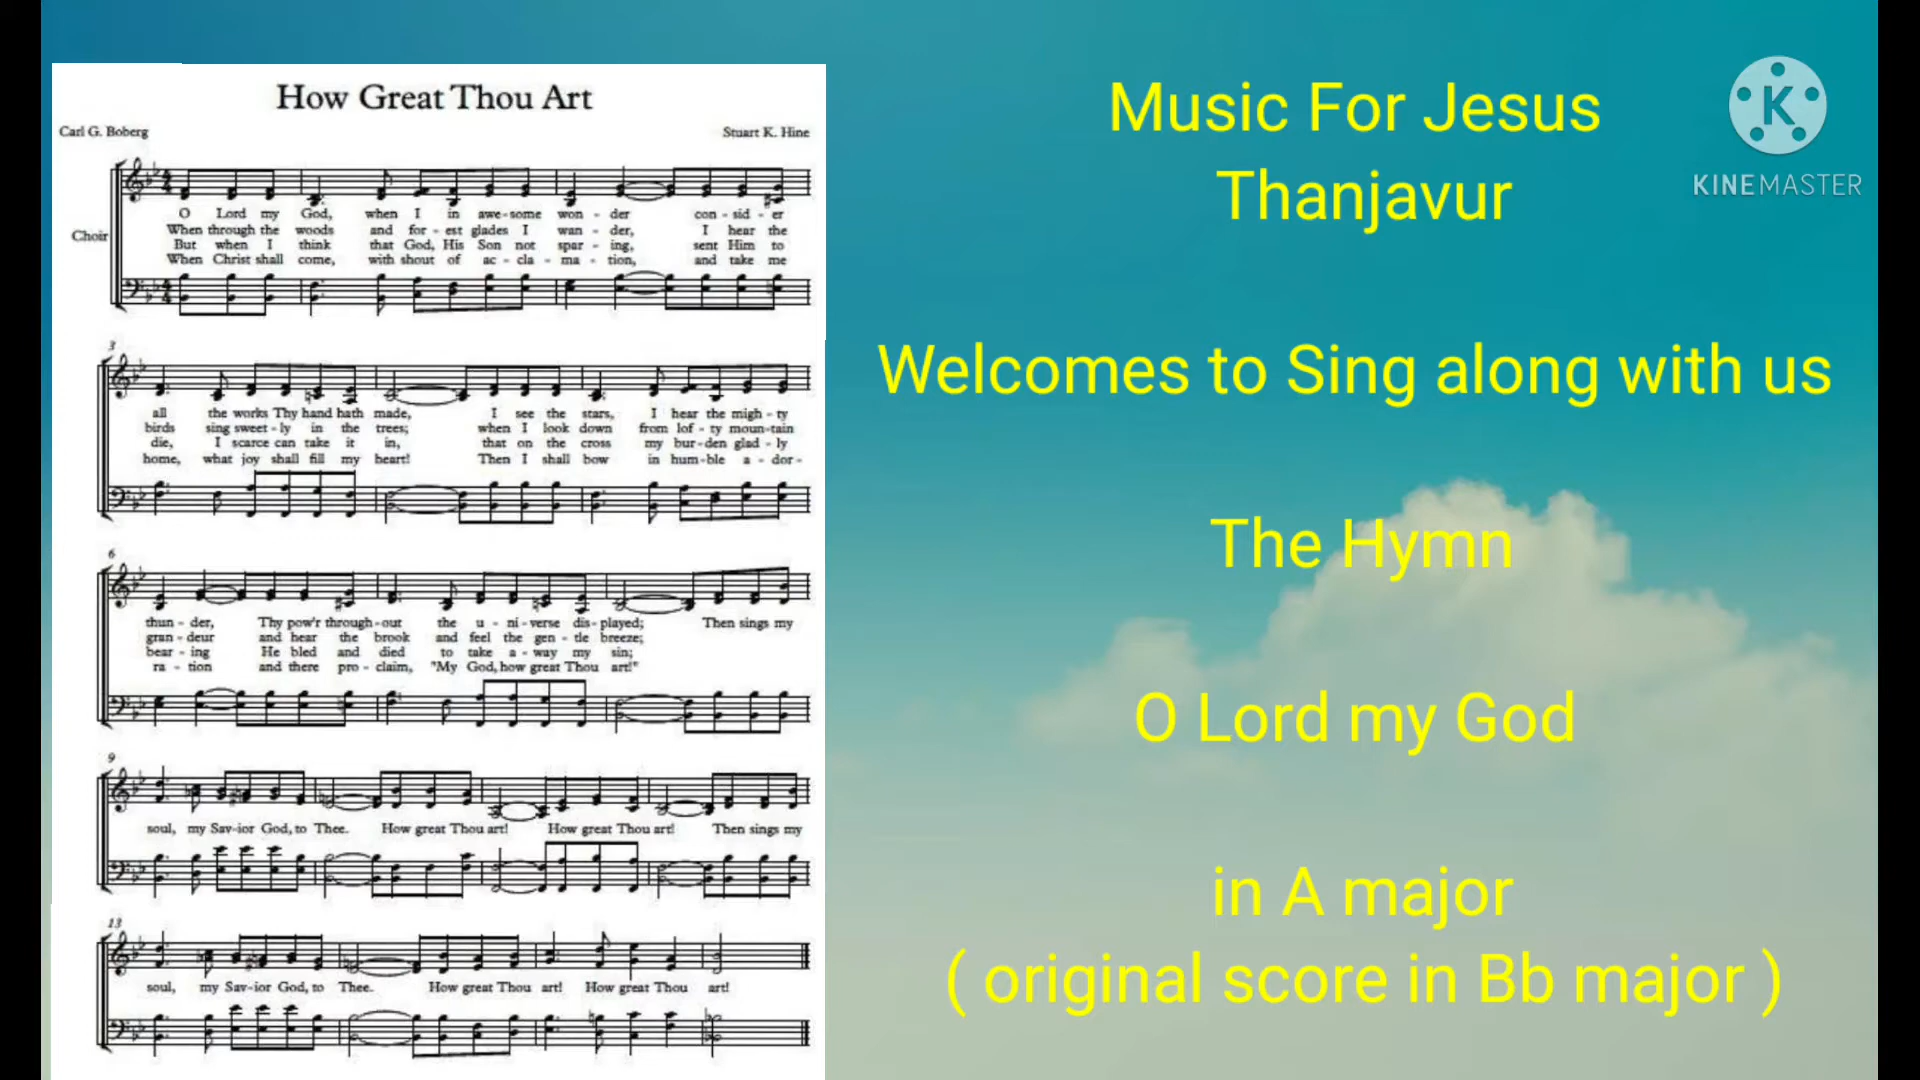 How Great Thou Art
Carl G. Boberg
Stuart K. Hine
Choir
O Lord my God, when I in awe-some won - der con - sid - er
When through the woods and for - est glades I wan - der, I hear the
But when I think that God, His Son not spar - ing, sent Him to
When Christ shall come, with shout of ac - cla - ma - tion, and take me
3
all the works Thy hand hath made, I see the stars, I hear the migh - ty
birds sing sweet - ly in the trees; when I look down from lof - ty moun-tain
die, I scarce can take it in, that on the cross my bur - den glad - ly
home, what joy shall fill my heart! Then I shall bow in hum-ble a - dor -
6
thun - der, Thy pow'r through-out the u - ni - verse dis-played; Then sings my
gran - deur and hear the brook and feel the gen - tle breeze;
bear - ing He bled and died to take a - way my sin;
ra - tion and there pro - claim, "My God, how great Thou art!"
9
soul, my Sav-ior God, to Thee. How great Thou art! How great Thou art! Then sings my
13
soul, my Sav-ior God, to Thee. How great Thou art! How great Thou art!
Music For Jesus
Thanjavur
Welcomes to Sing along with us
The Hymn
O Lord my God
in A major
( original score in Bb major )
K
KINEMASTER